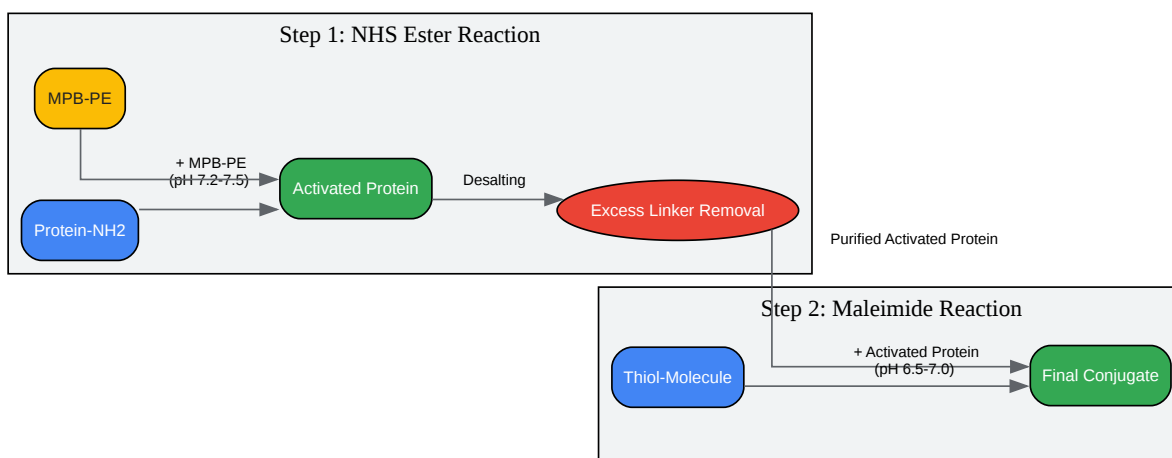 Step 1: NHS Ester Reaction
MPB-PE
+ MPB-PE
(pH 7.2-7.5)
Activated Protein
Desalting
Excess Linker Removal
Protein-NH2
Purified Activated Protein
Step 2: Maleimide Reaction
Thiol-Molecule
+ Activated Protein
(pH 6.5-7.0)
Final Conjugate